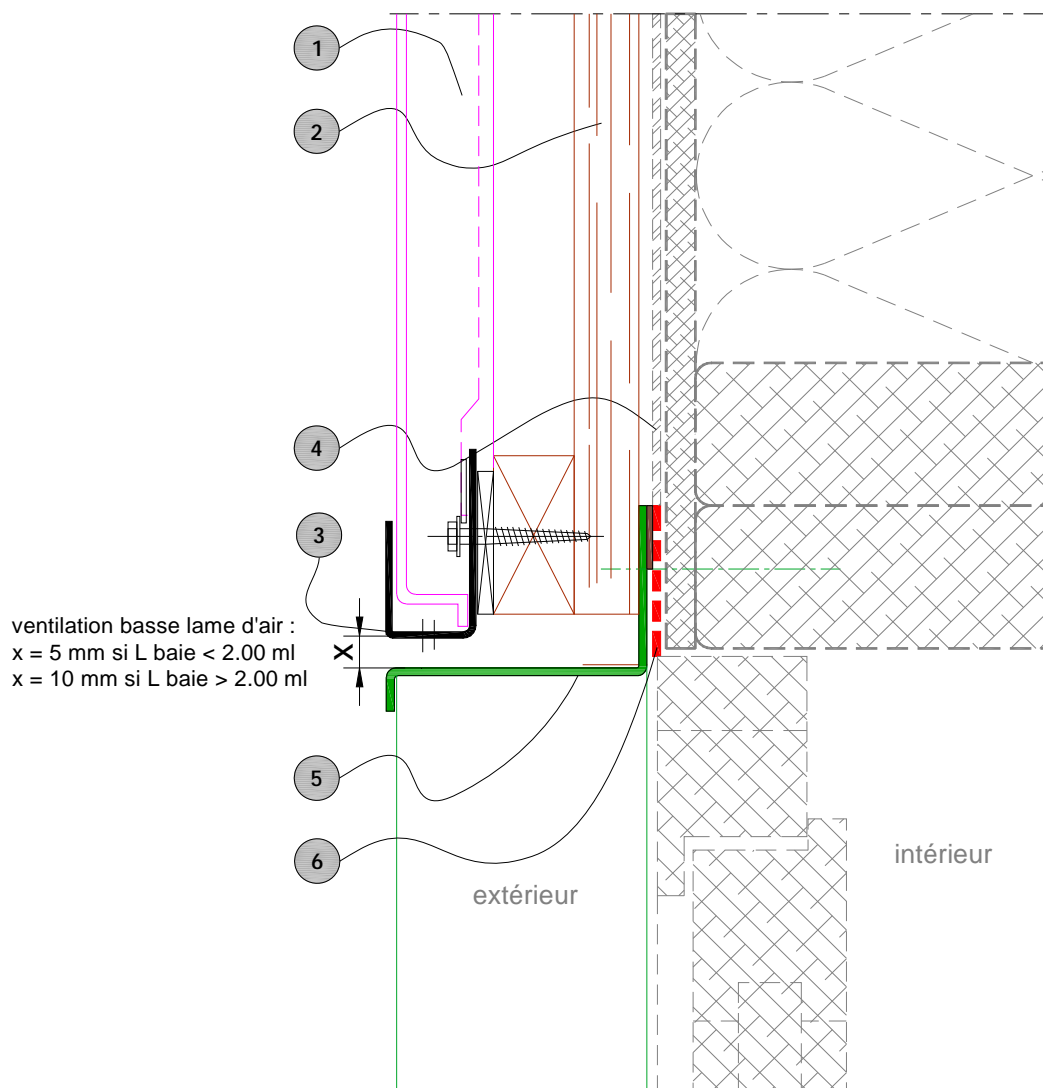 1
2
4
3
ventilation basse lame d'air :
x = 5 mm si L baie < 2.00 ml
x = 10 mm si L baie > 2.00 ml
X
5
6
intérieur
extérieur